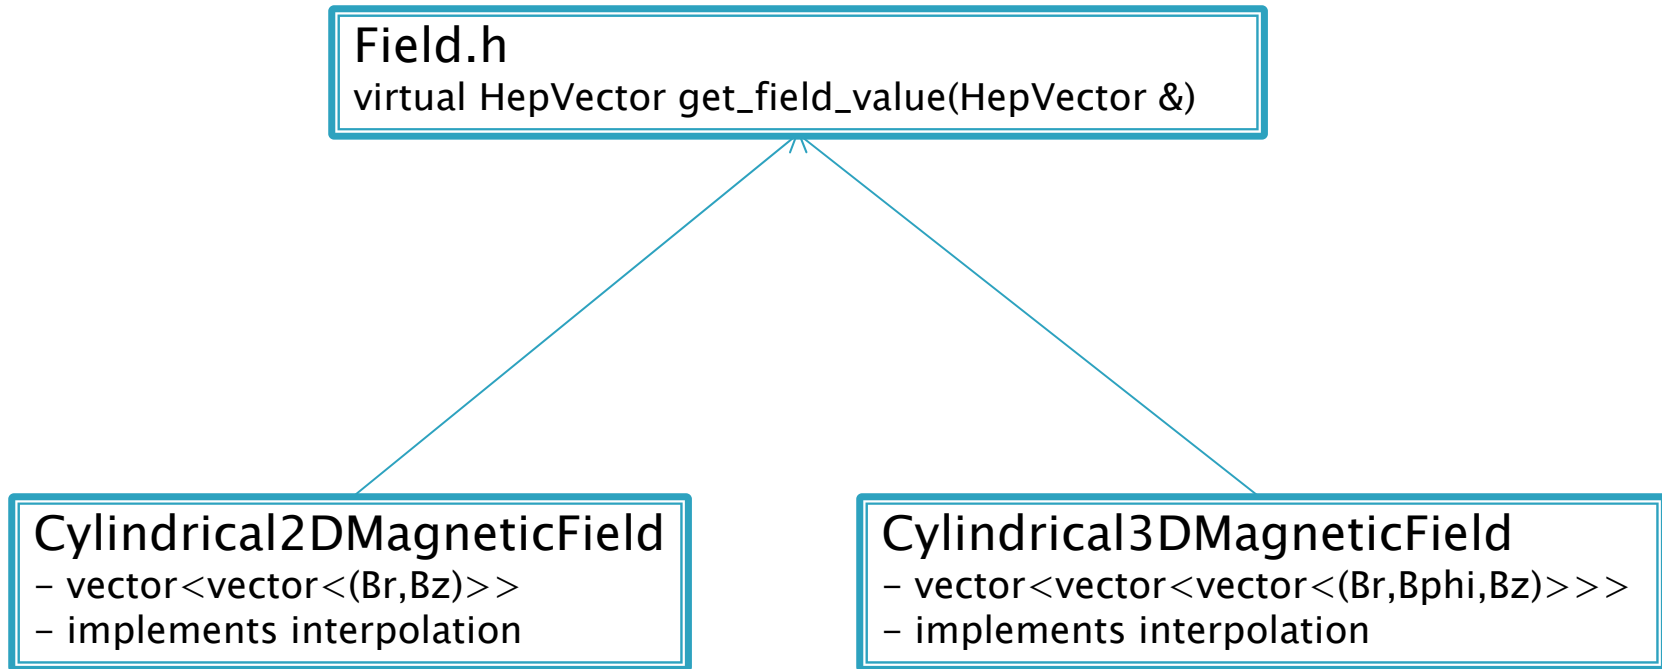 Field.h
virtual HepVector get_field_value(HepVector &)
Cylindrical2DMagneticField
- vector<vector<(Br,Bz)>>
- implements interpolation
Cylindrical3DMagneticField
- vector<vector<vector<(Br,Bphi,Bz)>>>
- implements interpolation